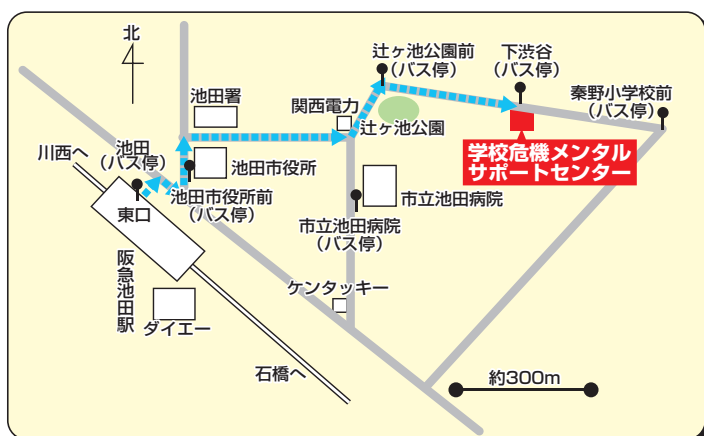 北
辻ヶ池公園前
(バス停)
下渋谷
(バス停)
秦野小学校前
(バス停)
池田署
関西電力
辻ヶ池公園
学校危機メンタル
サポートセンター
川西へ
池田
(バス停)
池田市役所
池田市役所前
(バス停)
市立池田病院
市立池田病院
(バス停)
東口
阪急池田駅
ダイエー
ケンタッキー
石橋へ
約300m